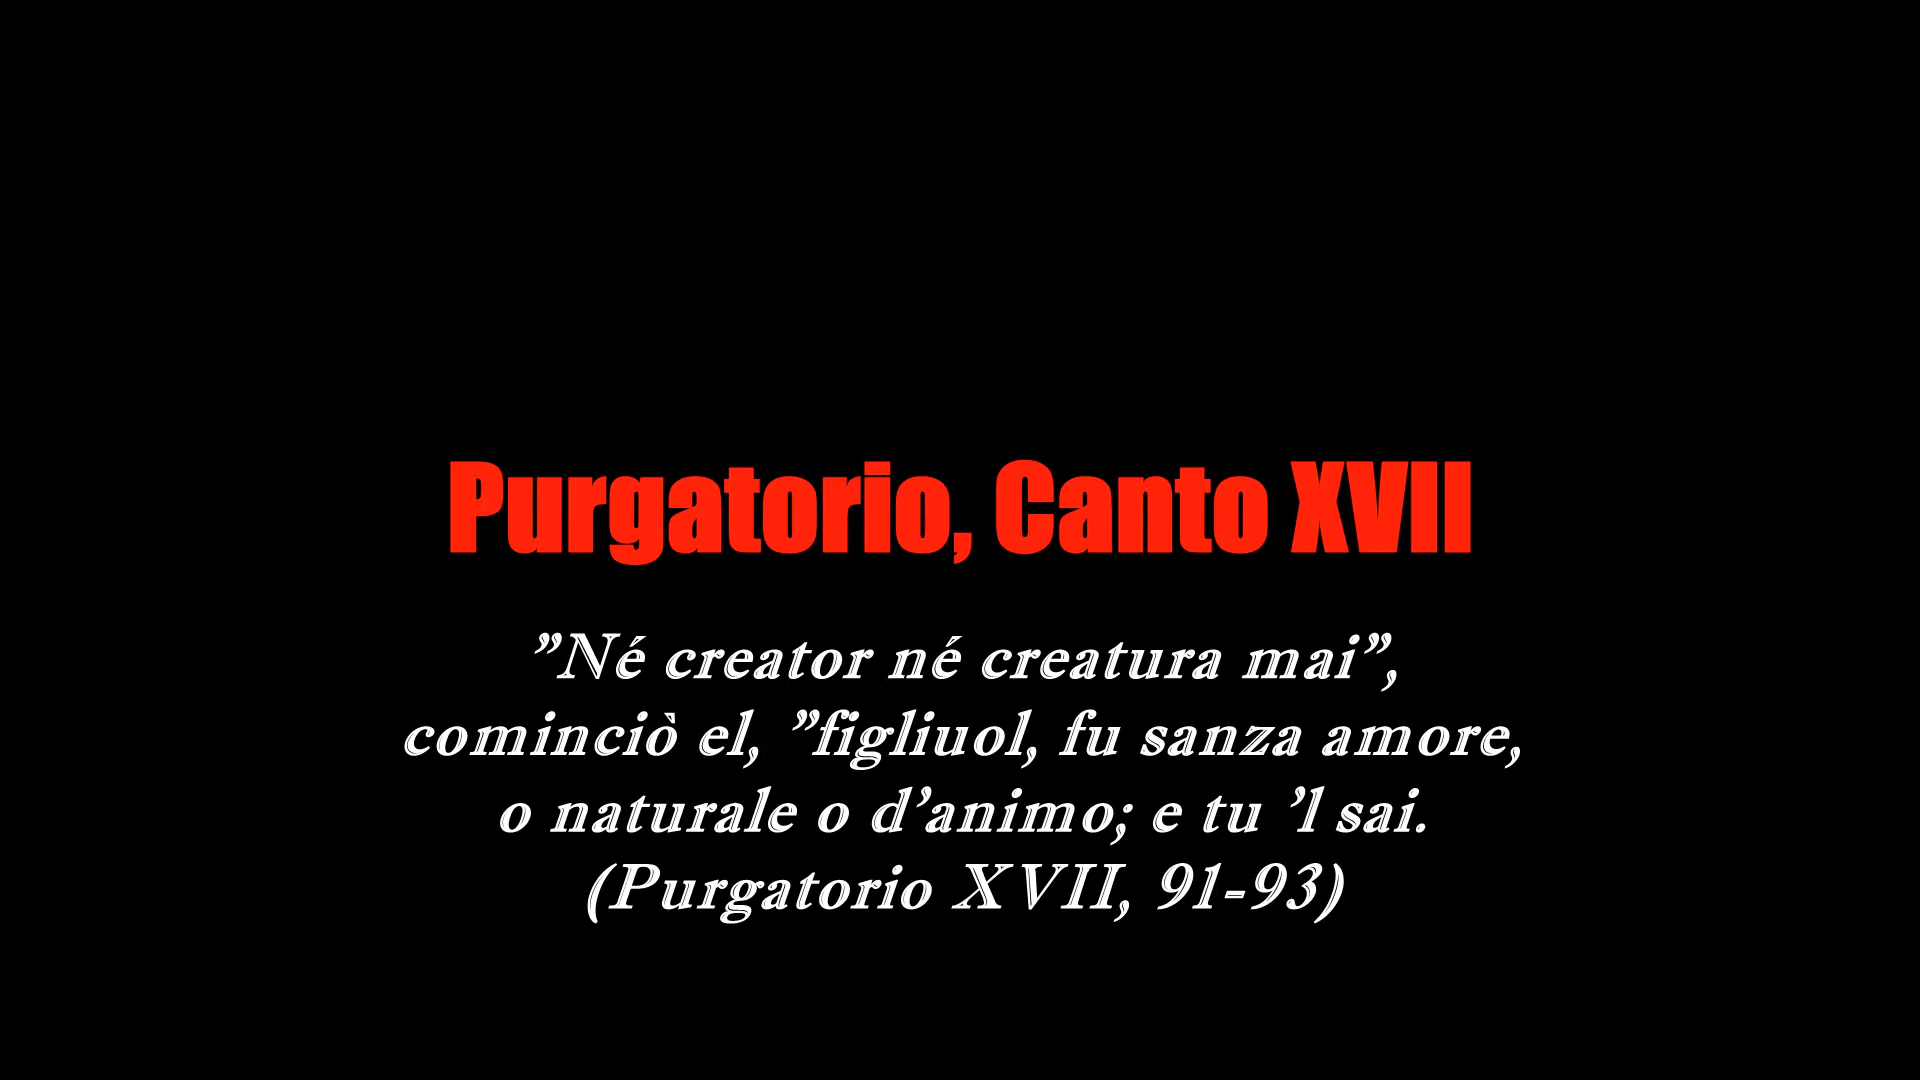 Purgatorio, Canto XVII
”Né creator né creatura mai”,
cominciò el, ”figliuol, fu sanza amore,
o naturale o d’animo; e tu ’l sai.
(Purgatorio XVII, 91-93)